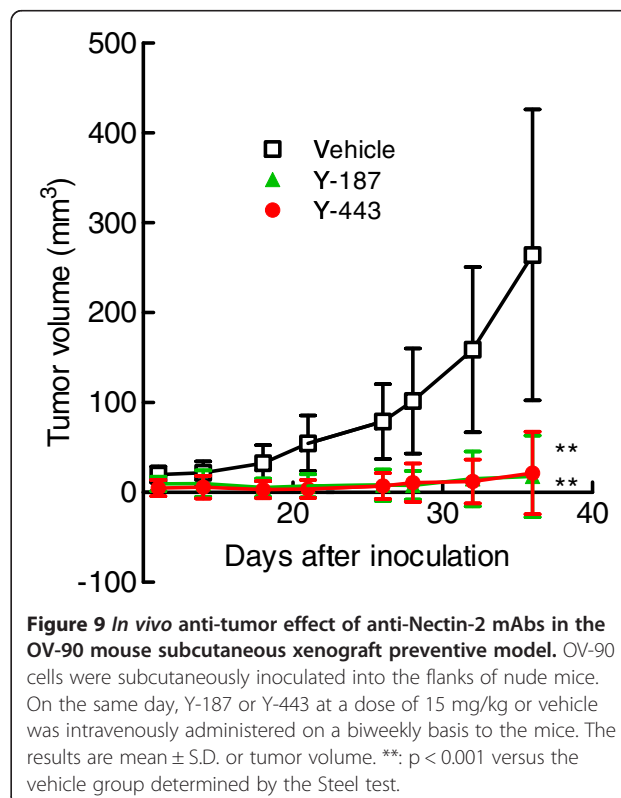 500
400
300
200
100
0
-100
Tumor volume (mm³)
Vehicle
Y-187
Y-443
**
**
20
30
40
Days after inoculation
Figure 9 In vivo anti-tumor effect of anti-Nectin-2 mAbs in the
OV-90 mouse subcutaneous xenograft preventive model. OV-90
cells were subcutaneously inoculated into the flanks of nude mice.
On the same day, Y-187 or Y-443 at a dose of 15 mg/kg or vehicle
was intravenously administered on a biweekly basis to the mice. The
results are mean ± S.D. or tumor volume. **: p < 0.001 versus the
vehicle group determined by the Steel test.